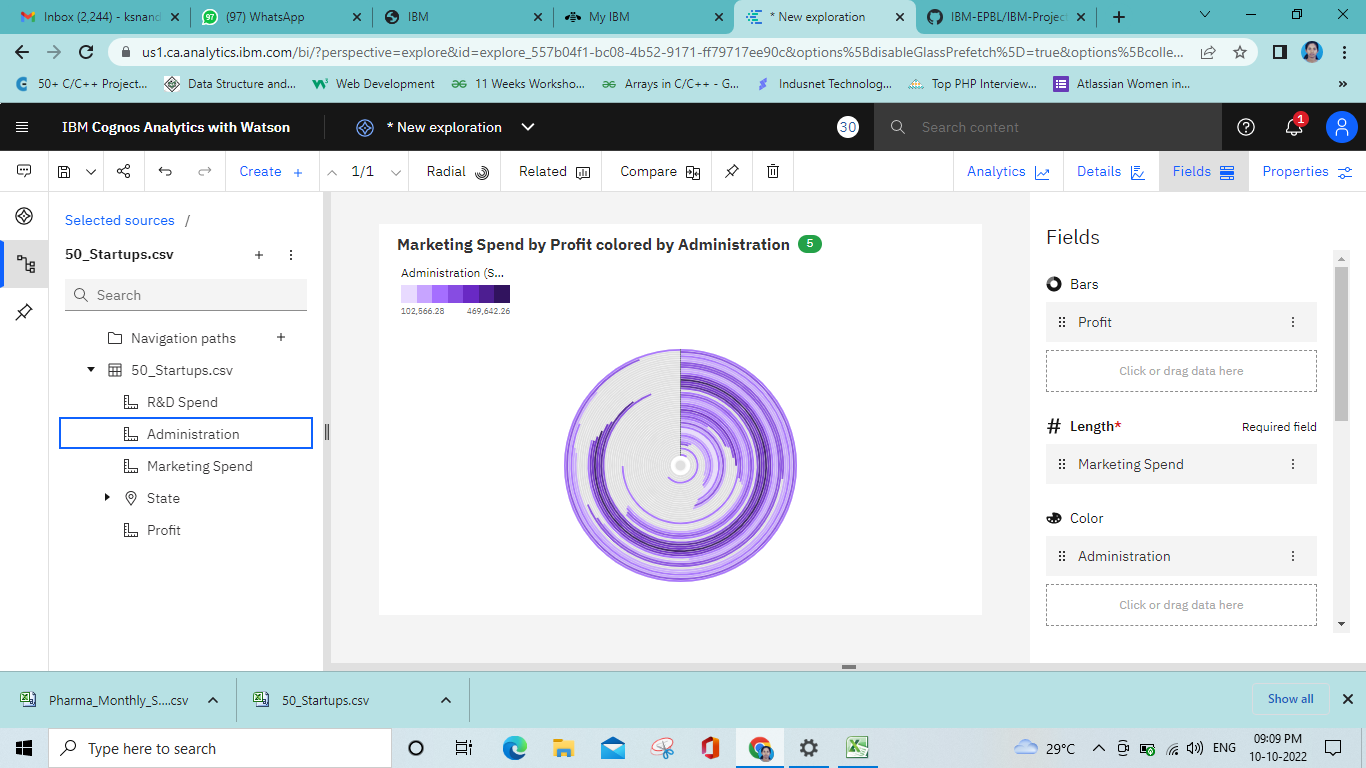 Inbox (2,244) - ksnand
(97) WhatsApp
IBM
My IBM
* New exploration
IBM-EPBL/IBM-Project
us1.ca.analytics.ibm.com/bi/?perspective=explore&id=explore_557b04f1-bc08-4b52-9171-ff79717ee90c&options%5BdisableGlassPrefetch%5D=true&options%5Bcolle...
50+ C/C++ Project...
Data Structure and...
Web Development
11 Weeks Worksho...
Arrays in C/C++ - G...
Indusnet Technolog...
Top PHP Interview...
Atlassian Women in...
»
IBM Cognos Analytics with Watson
* New exploration
30
Search content
1
Create +
1/1
Radial
Related
Compare
Analytics
Details
Fields
Properties
Selected sources /
50_Startups.csv
Search
Navigation paths
50_Startups.csv
R&D Spend
Administration
Marketing Spend
State
Profit
Marketing Spend by Profit colored by Administration 5
Administration (S...
102,566.28 469,642.26
Fields
Bars
Profit
Click or drag data here
# Length* Required field
Marketing Spend
Color
Administration
Click or drag data here
Pharma_Monthly_S....csv
50_Startups.csv
Show all
Type here to search
29°C
ENG
09:09 PM
10-10-2022